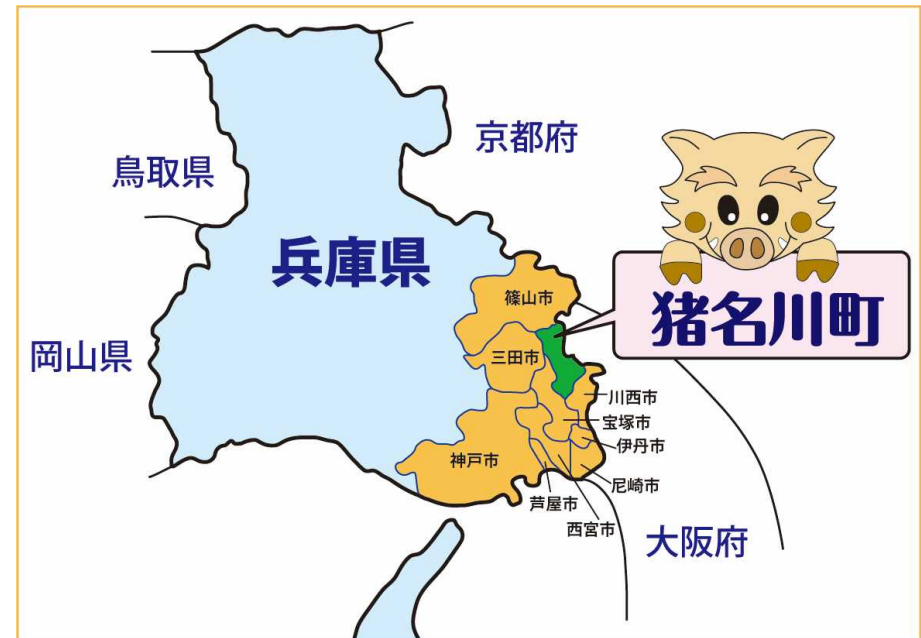 京都府
鳥取県
兵庫県
篠山市
猪名川町
岡山県
三田市
川西市
宝塚市
伊丹市
神戸市
尼崎市
芦屋市
西宮市
大阪府